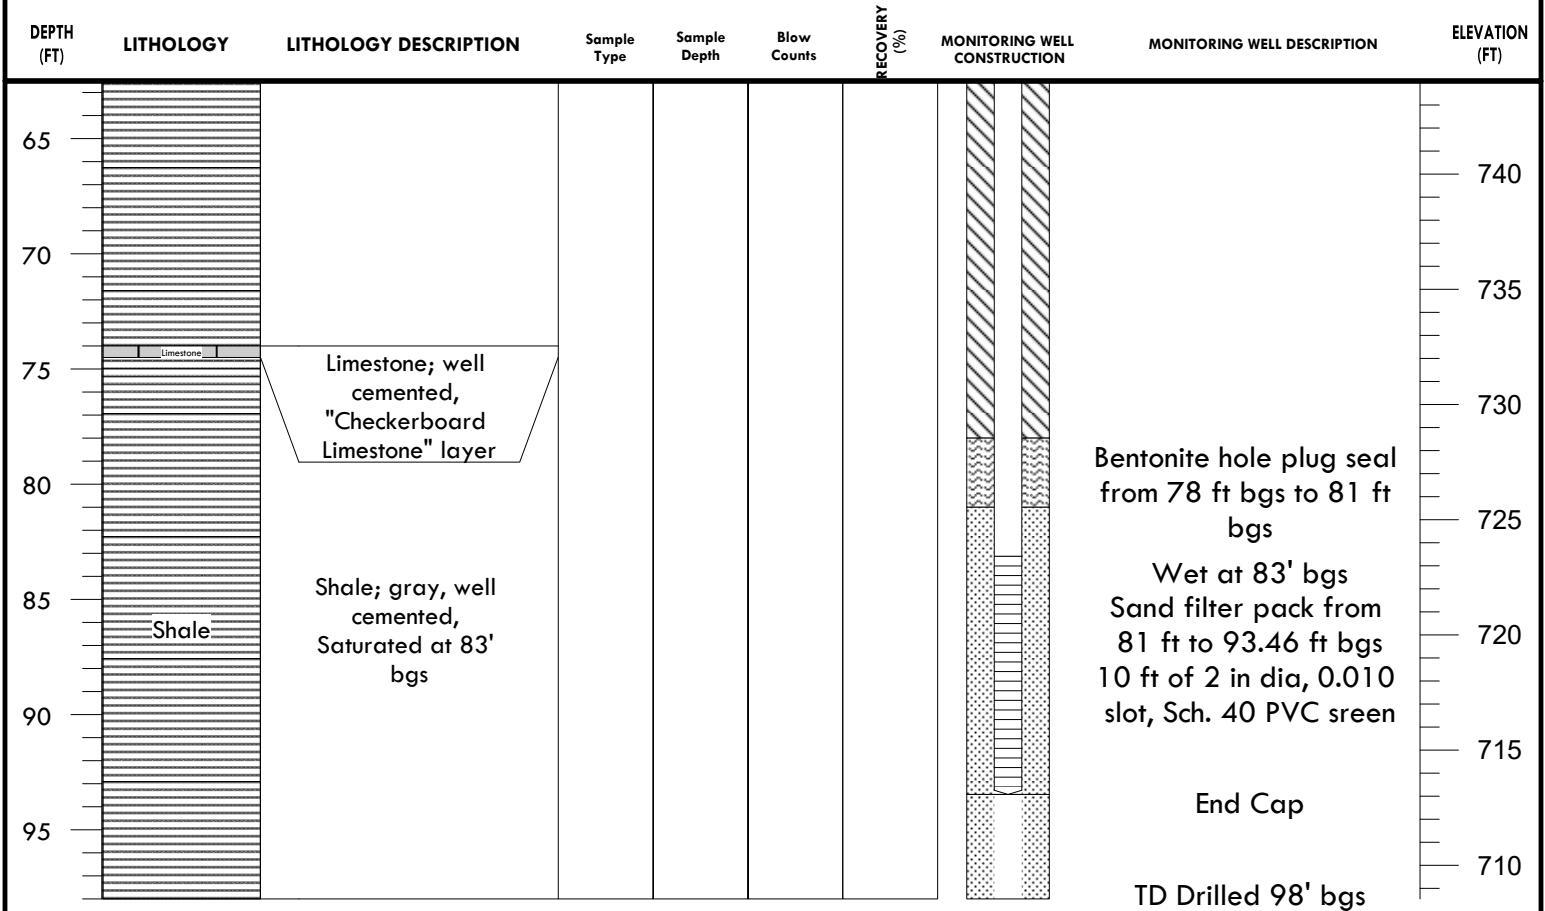 DEPTH
(FT)
LITHOLOGY
LITHOLOGY DESCRIPTION
Sample
Type
Sample
Depth
Blow
Counts
RECOVERY
(%)
MONITORING WELL
CONSTRUCTION
MONITORING WELL DESCRIPTION
ELEVATION
(FT)
65
70
75
80
85
90
95
Limestone
Shale
Limestone; well
cemented,
"Checkerboard
Limestone" layer
Shale; gray, well
cemented,
Saturated at 83'
bgs
Bentonite hole plug seal
from 78 ft bgs to 81 ft
bgs
Wet at 83' bgs
Sand filter pack from
81 ft to 93.46 ft bgs
10 ft of 2 in dia, 0.010
slot, Sch. 40 PVC sreen
End Cap
TD Drilled 98' bgs
740
735
730
725
720
715
710